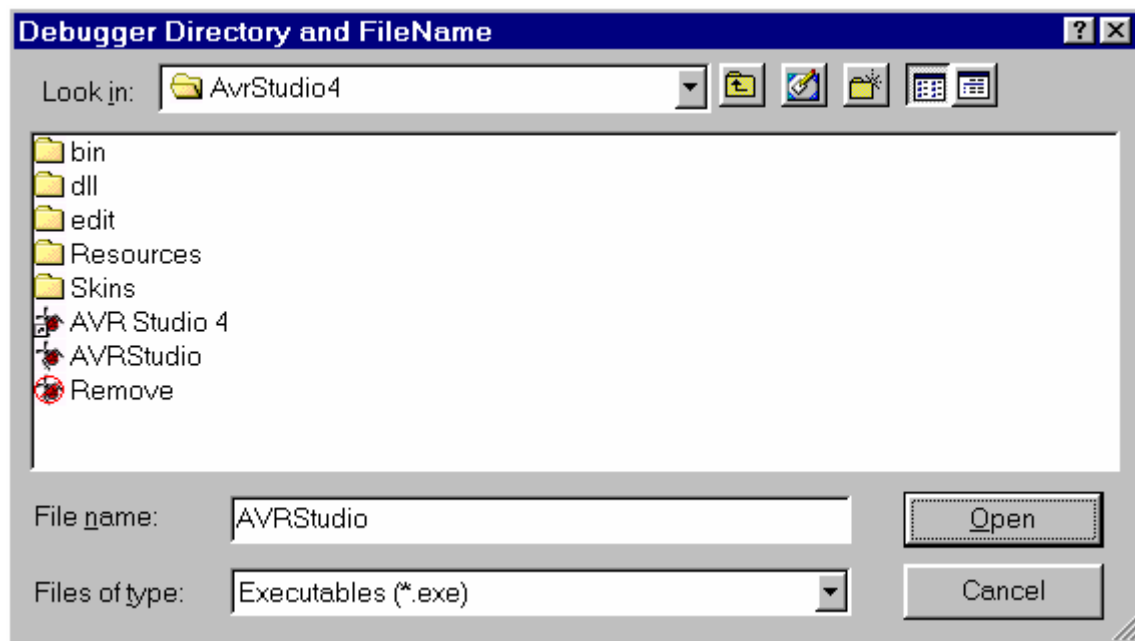 Debugger Directory and FileName
Look in: AvrStudio4
bin
dll
edit
Resources
Skins
AVR Studio 4
AVRStudio
Remove
File name: AVRStudio Open
Files of type: Executables (*.exe) Cancel